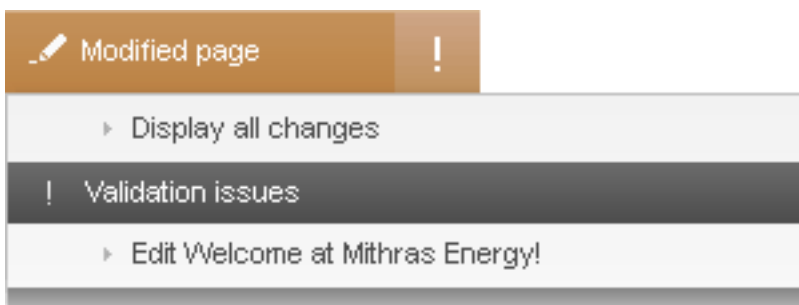 Modified page !
Display all changes
! Validation issues
Edit Welcome at Mithras Energy!